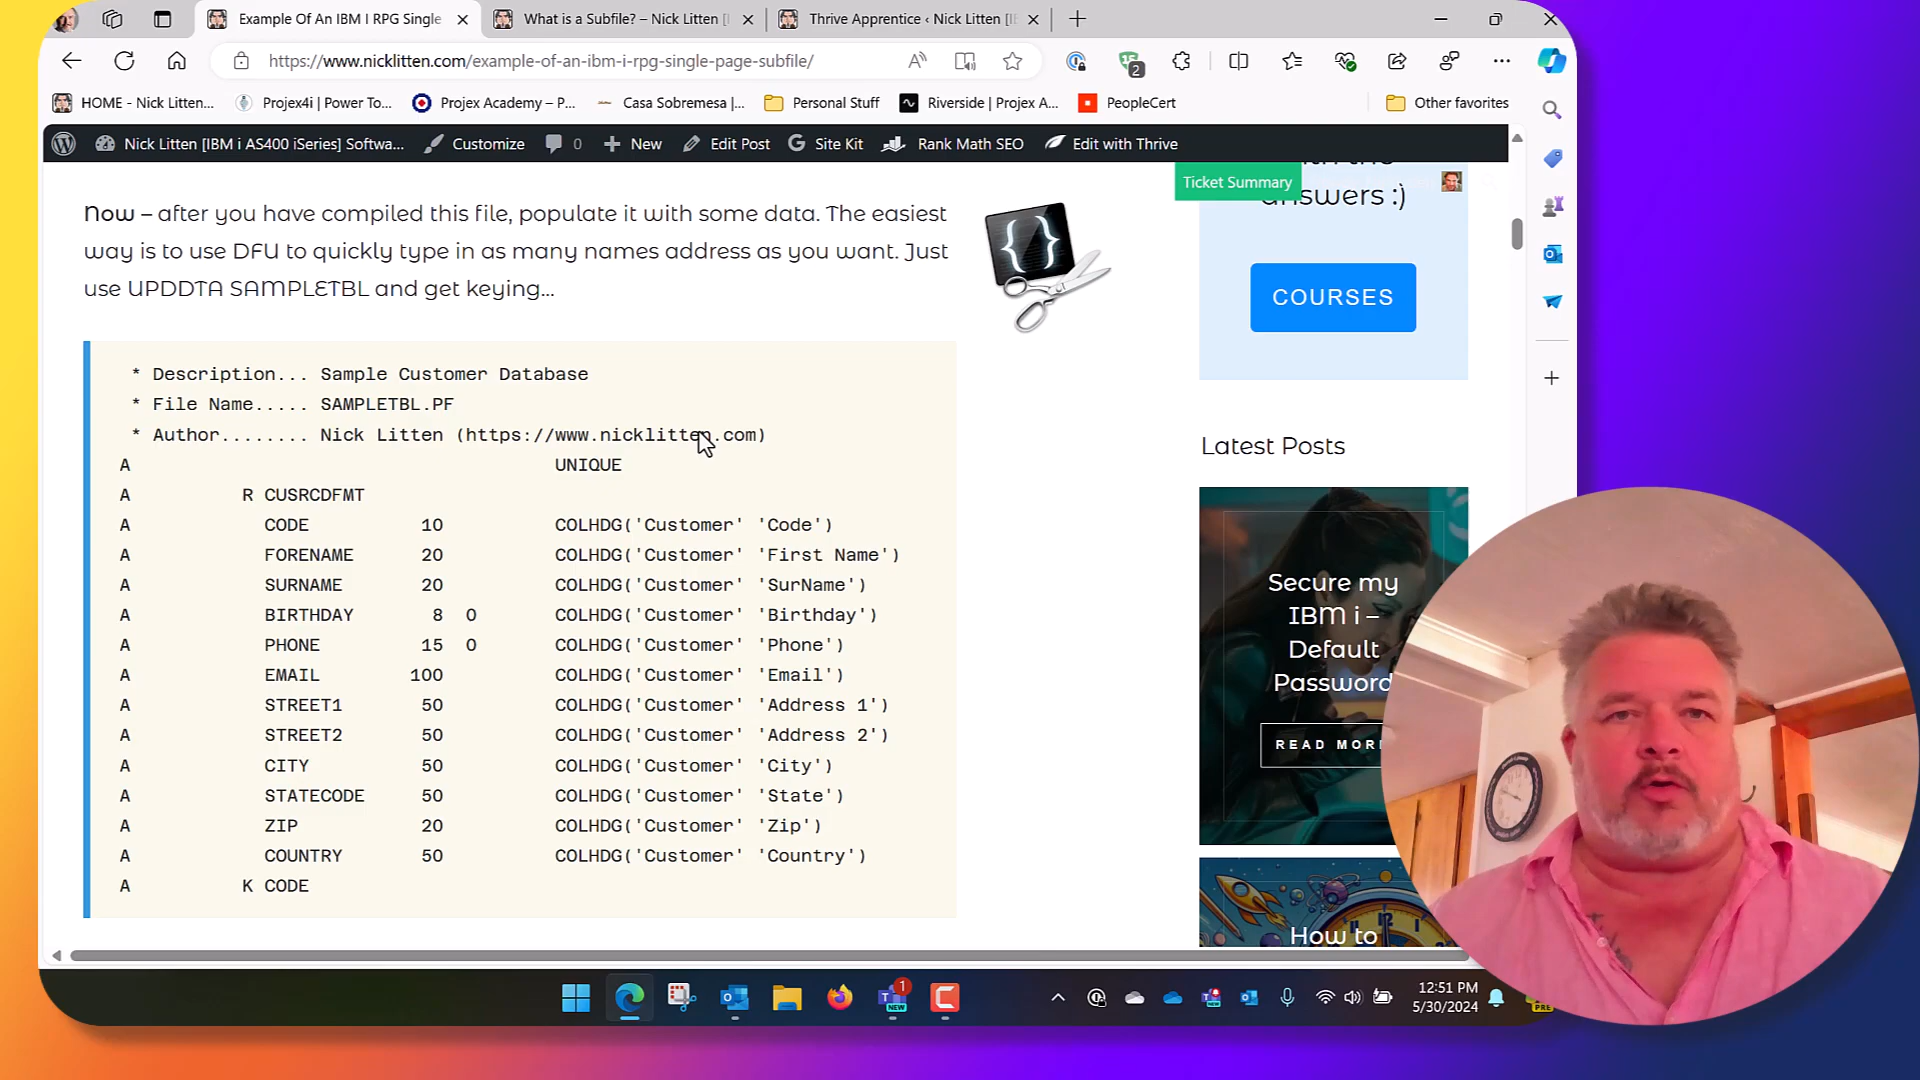 Example Of An IBM I RPG Single
What is a Subfile? – Nick Litten [
Thrive Apprentice ‹ Nick Litten [IE
https://www.nicklitten.com/example-of-an-ibm-i-rpg-single-page-subfile/
2
HOME - Nick Litten...
Projex4i | Power To...
Projex Academy – P...
Casa Sobremesa |...
Personal Stuff
Riverside | Projex A...
PeopleCert
Other favorites
Nick Litten [IBM i AS400 iSeries] Softwa...
Customize
0
New
Edit Post
Site Kit
Rank Math SEO
Edit with Thrive
Ticket Summary
answers :)
COURSES
Now – after you have compiled this file, populate it with some data. The easiest
way is to use DFU to quickly type in as many names address as you want. Just
use UPDDTA SAMPLETBL and get keying...
* Description... Sample Customer Database
* File Name..... SAMPLETBL.PF
* Author........ Nick Litten (https://www.nicklitten.com)
A UNIQUE
A R CUSRCDFMT
A CODE 10 COLHDG('Customer' 'Code')
A FORENAME 20 COLHDG('Customer' 'First Name')
A SURNAME 20 COLHDG('Customer' 'SurName')
A BIRTHDAY 8 0 COLHDG('Customer' 'Birthday')
A PHONE 15 0 COLHDG('Customer' 'Phone')
A EMAIL 100 COLHDG('Customer' 'Email')
A STREET1 50 COLHDG('Customer' 'Address 1')
A STREET2 50 COLHDG('Customer' 'Address 2')
A CITY 50 COLHDG('Customer' 'City')
A STATECODE 50 COLHDG('Customer' 'State')
A ZIP 20 COLHDG('Customer' 'Zip')
A COUNTRY 50 COLHDG('Customer' 'Country')
A K CODE
Latest Posts
Secure my
IBM i –
Default
Password
READ MOR
How to
1
NEW
12:51 PM
5/30/2024
PRE